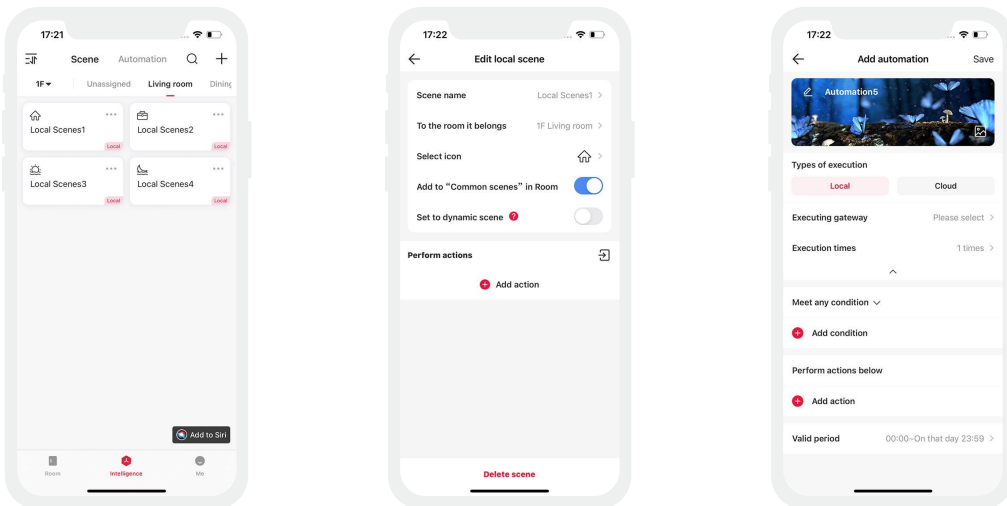 17:21
Scene Automation
1F Unassigned Living room Dining
Local Scenes1
Local
Local Scenes2
Local
Local Scenes3
Local
Local Scenes4
Local
Add to Siri
Room Intelligence Me
17:22
Edit local scene
Scene name Local Scenes1
To the room it belongs 1F Living room
Select icon
Add to “Common scenes” in Room
Set to dynamic scene ?
Perform actions
Add action
Delete scene
17:22
Add automation Save
Automation5
Types of execution
Local Cloud
Executing gateway Please select
Execution times 1 times
Meet any condition
Add condition
Perform actions below
Add action
Valid period 00:00~On that day 23:59